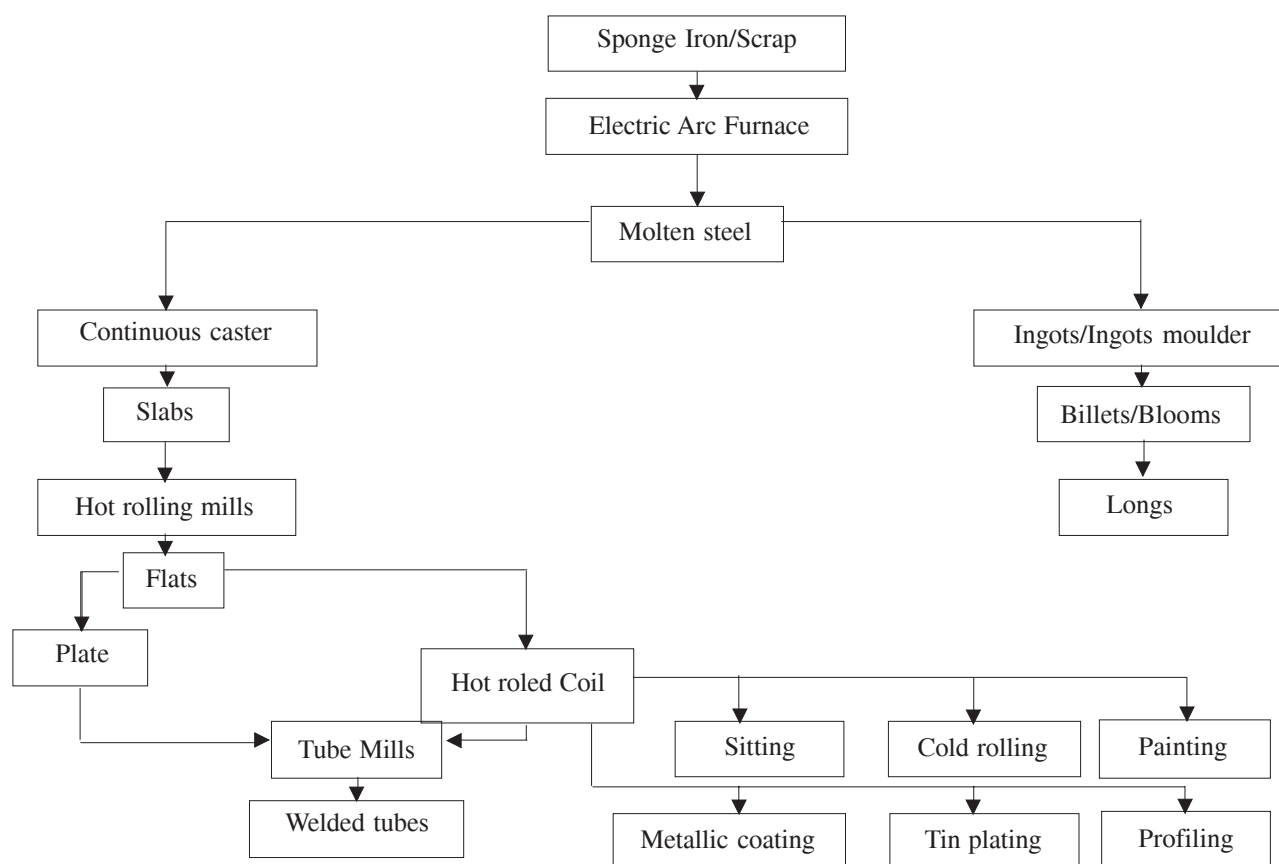 Sponge Iron/Scrap
Electric Arc Furnace
Molten steel
Continuous caster
Ingots/Ingots moulder
Slabs
Billets/Blooms
Hot rolling mills
Longs
Flats
Plate
Hot roled Coil
Tube Mills
Sitting
Cold rolling
Painting
Welded tubes
Metallic coating
Tin plating
Profiling